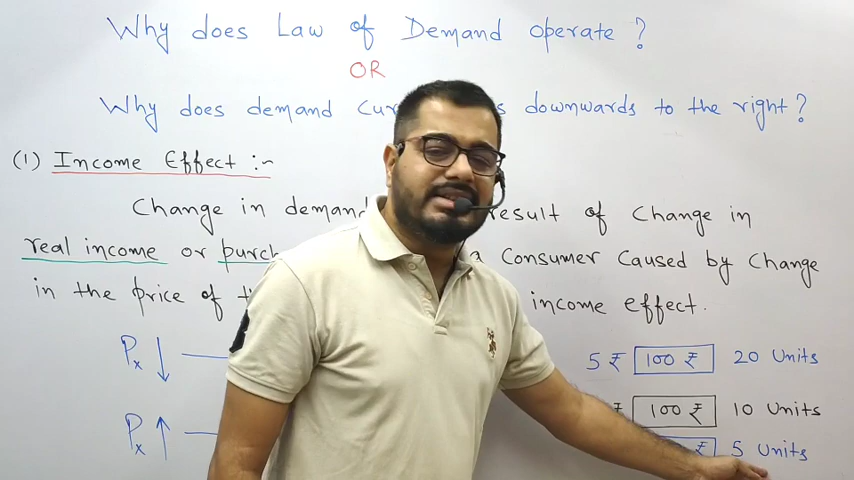 Why does Law of Demand operate ?
OR
Why does demand downwards to the right ?
(1) Income Effect :-
Change in demand result of change in
real income or a consumer caused by change
in the price of income effect.
Px ↓ 5 ₹ 100 ₹ 20 Units
₹ 100 ₹ 10 Units
Px ↑ ₹ 5 Units